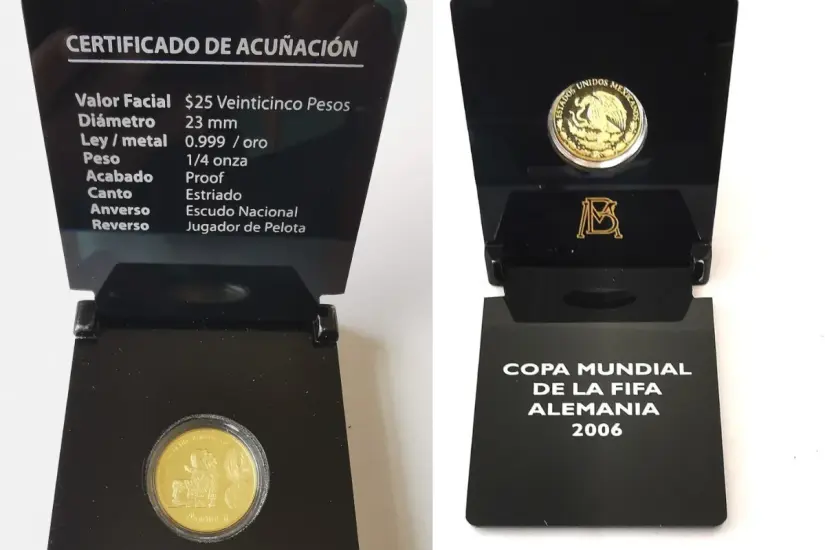 CERTIFICADO DE ACUÑACIÓN
Valor Facial $25 Veinticinco Pesos
Diámetro 23 mm
Ley / metal 0.999 / oro
Peso 1/4 onza
Acabado Proof
Canto Estriado
Anverso Escudo Nacional
Reverso Jugador de Pelota
ESTADOS UNIDOS MEXICANOS
COPA MUNDIAL
DE LA FIFA
ALEMANIA
2006